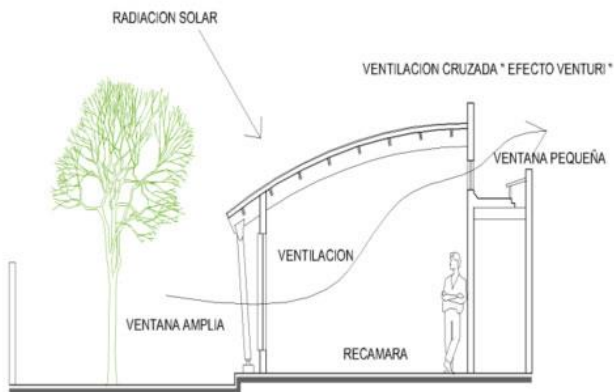 RADIACION SOLAR
VENTILACION CRUZADA " EFECTO VENTURI "
VENTANA PEQUEÑA
VENTILACION
VENTANA AMPLIA
RECAMARA